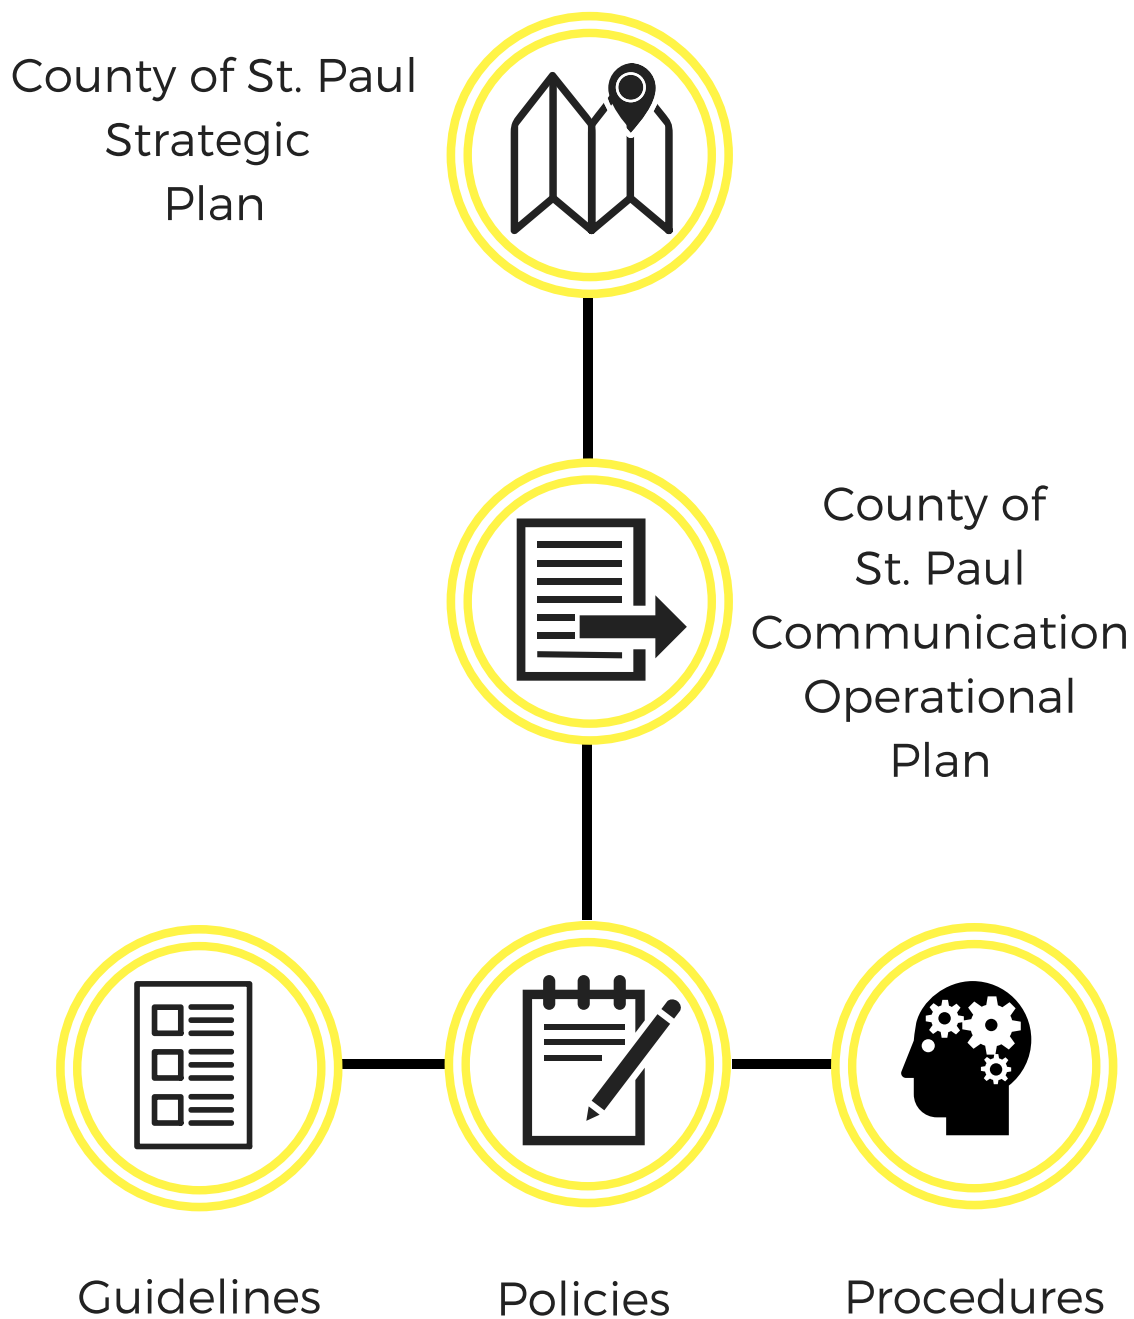 County of St. Paul
Strategic
Plan
County of
St. Paul
Communication
Operational
Plan
Guidelines
Policies
Procedures